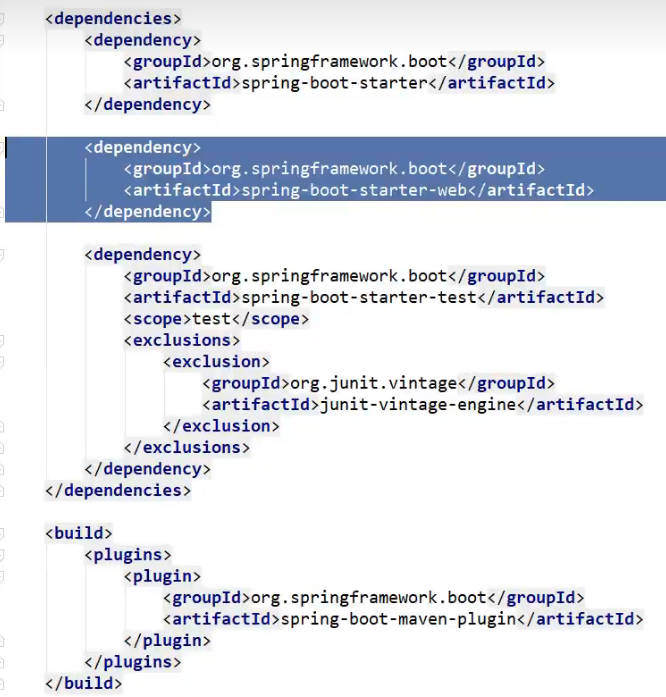 <dependencies>
<dependency>
<groupId>org.springframework.boot</groupId>
<artifactId>spring-boot-starter</artifactId>
</dependency>
<dependency>
<groupId>org.springframework.boot</groupId>
<artifactId>spring-boot-starter-web</artifactId>
</dependency>
<dependency>
<groupId>org.springframework.boot</groupId>
<artifactId>spring-boot-starter-test</artifactId>
<scope>test</scope>
<exclusions>
<exclusion>
<groupId>org.junit.vintage</groupId>
<artifactId>junit-vintage-engine</artifactId>
</exclusion>
</exclusions>
</dependency>
</dependencies>
<build>
<plugins>
<plugin>
<groupId>org.springframework.boot</groupId>
<artifactId>spring-boot-maven-plugin</artifactId>
</plugin>
</plugins>
</build>